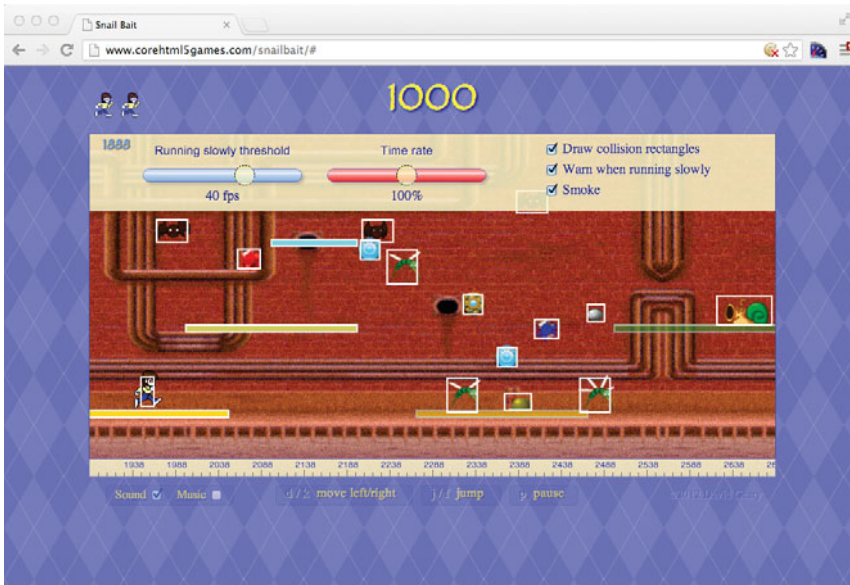 Snail Bait
www.corehtml5games.com/snailbait/#
1000
1888
Running slowly threshold
Time rate
Draw collision rectangles
Warn when running slowly
40 fps
100%
Smoke
1938 1988 2038 2088 2138 2188 2238 2288 2338 2388 2438 2488 2538 2588 2638 26
Sound Music d / k move left/right j / f jump p pause